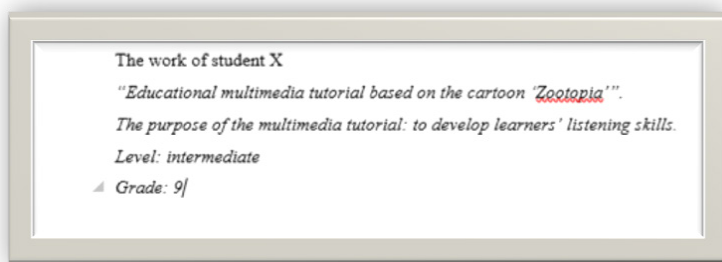 The work of student X
“Educational multimedia tutorial based on the cartoon ‘Zootopia’”.
The purpose of the multimedia tutorial: to develop learners’ listening skills.
Level: intermediate
Grade: 9